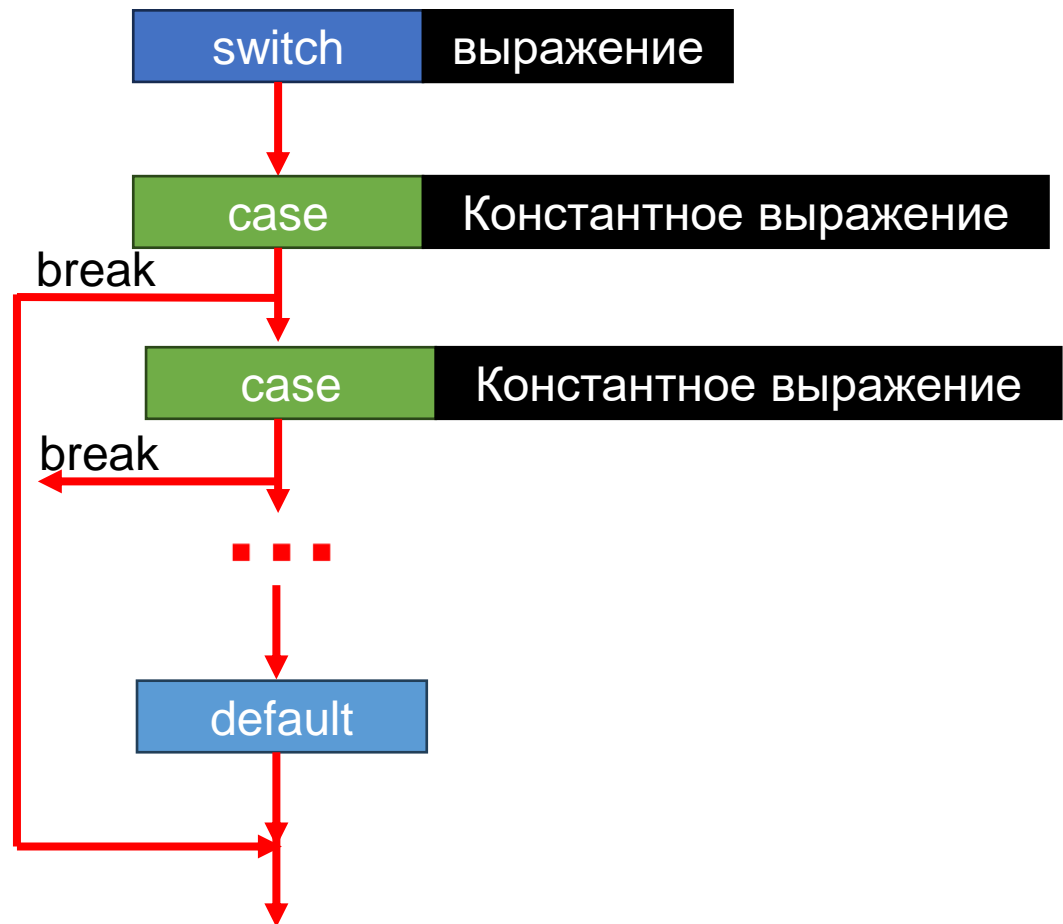 switch выражение
case Константное выражение
break
case Константное выражение
break
...
default